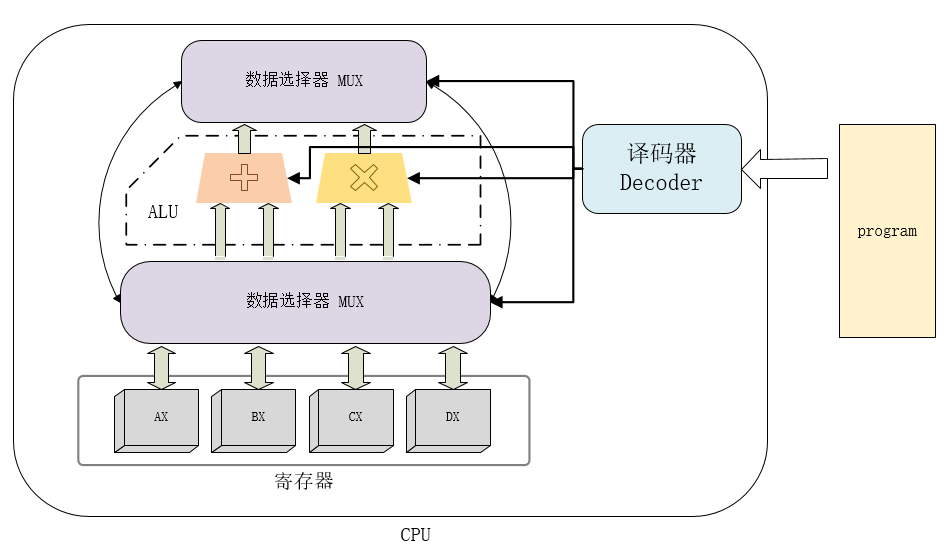 数据选择器 MUX
译码器
Decoder
ALU
program
数据选择器 MUX
AX
BX
CX
DX
寄存器
CPU